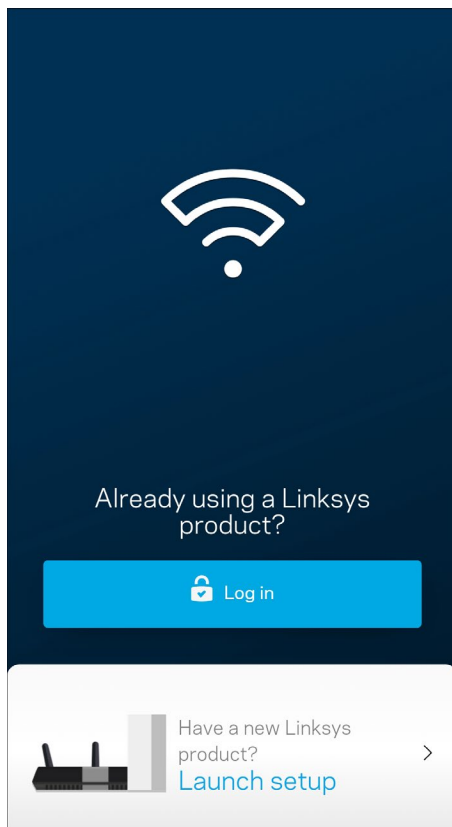 Already using a Linksys
product?
Log in
Have a new Linksys
product?
Launch setup